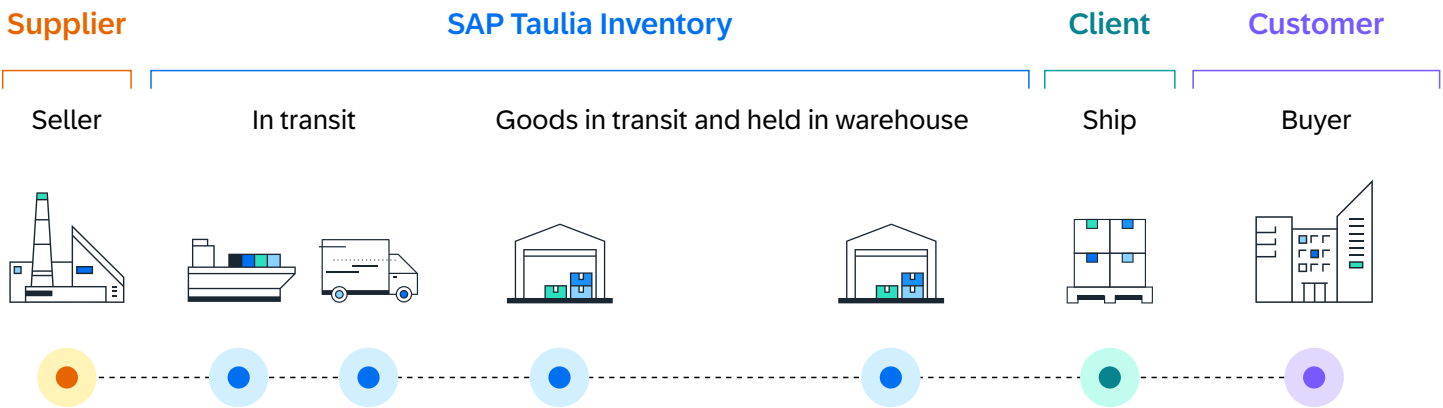 Supplier
SAP Taulia Inventory
Client
Customer
Seller
In transit
Goods in transit and held in warehouse
Ship
Buyer